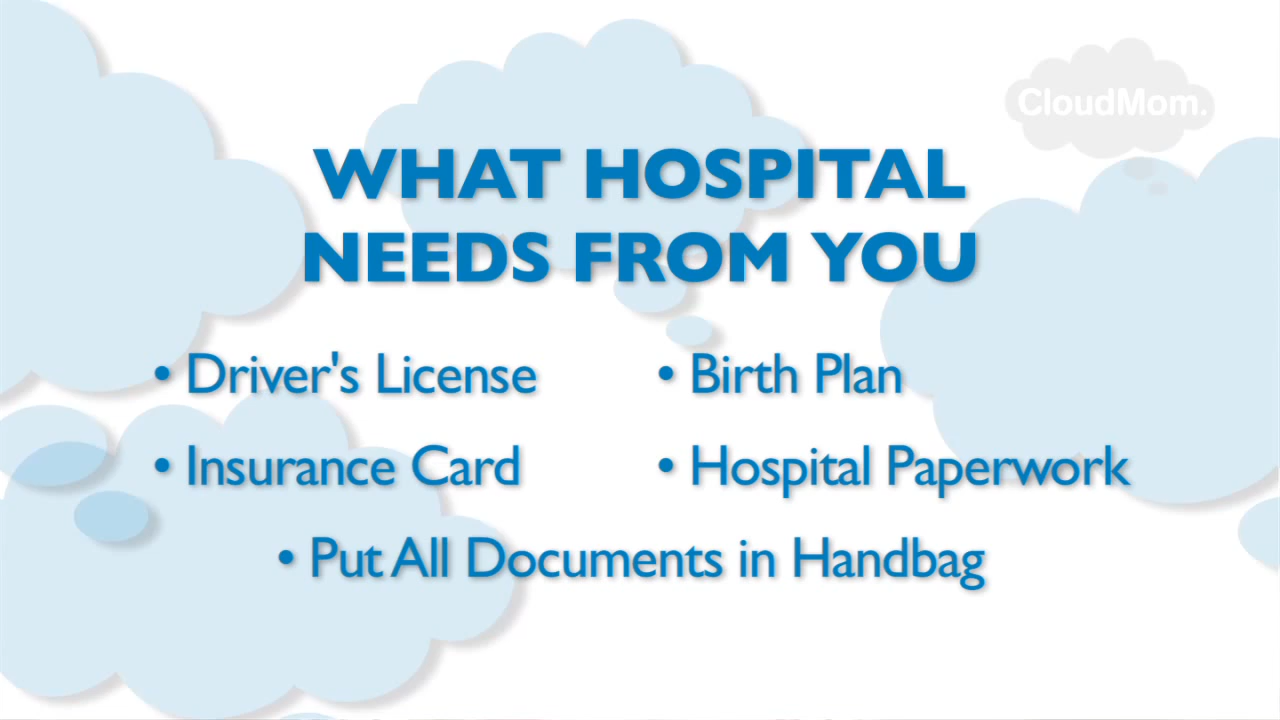 CloudMom.
WHAT HOSPITAL
NEEDS FROM YOU
• Driver's License
• Birth Plan
• Insurance Card
• Hospital Paperwork
• Put All Documents in Handbag